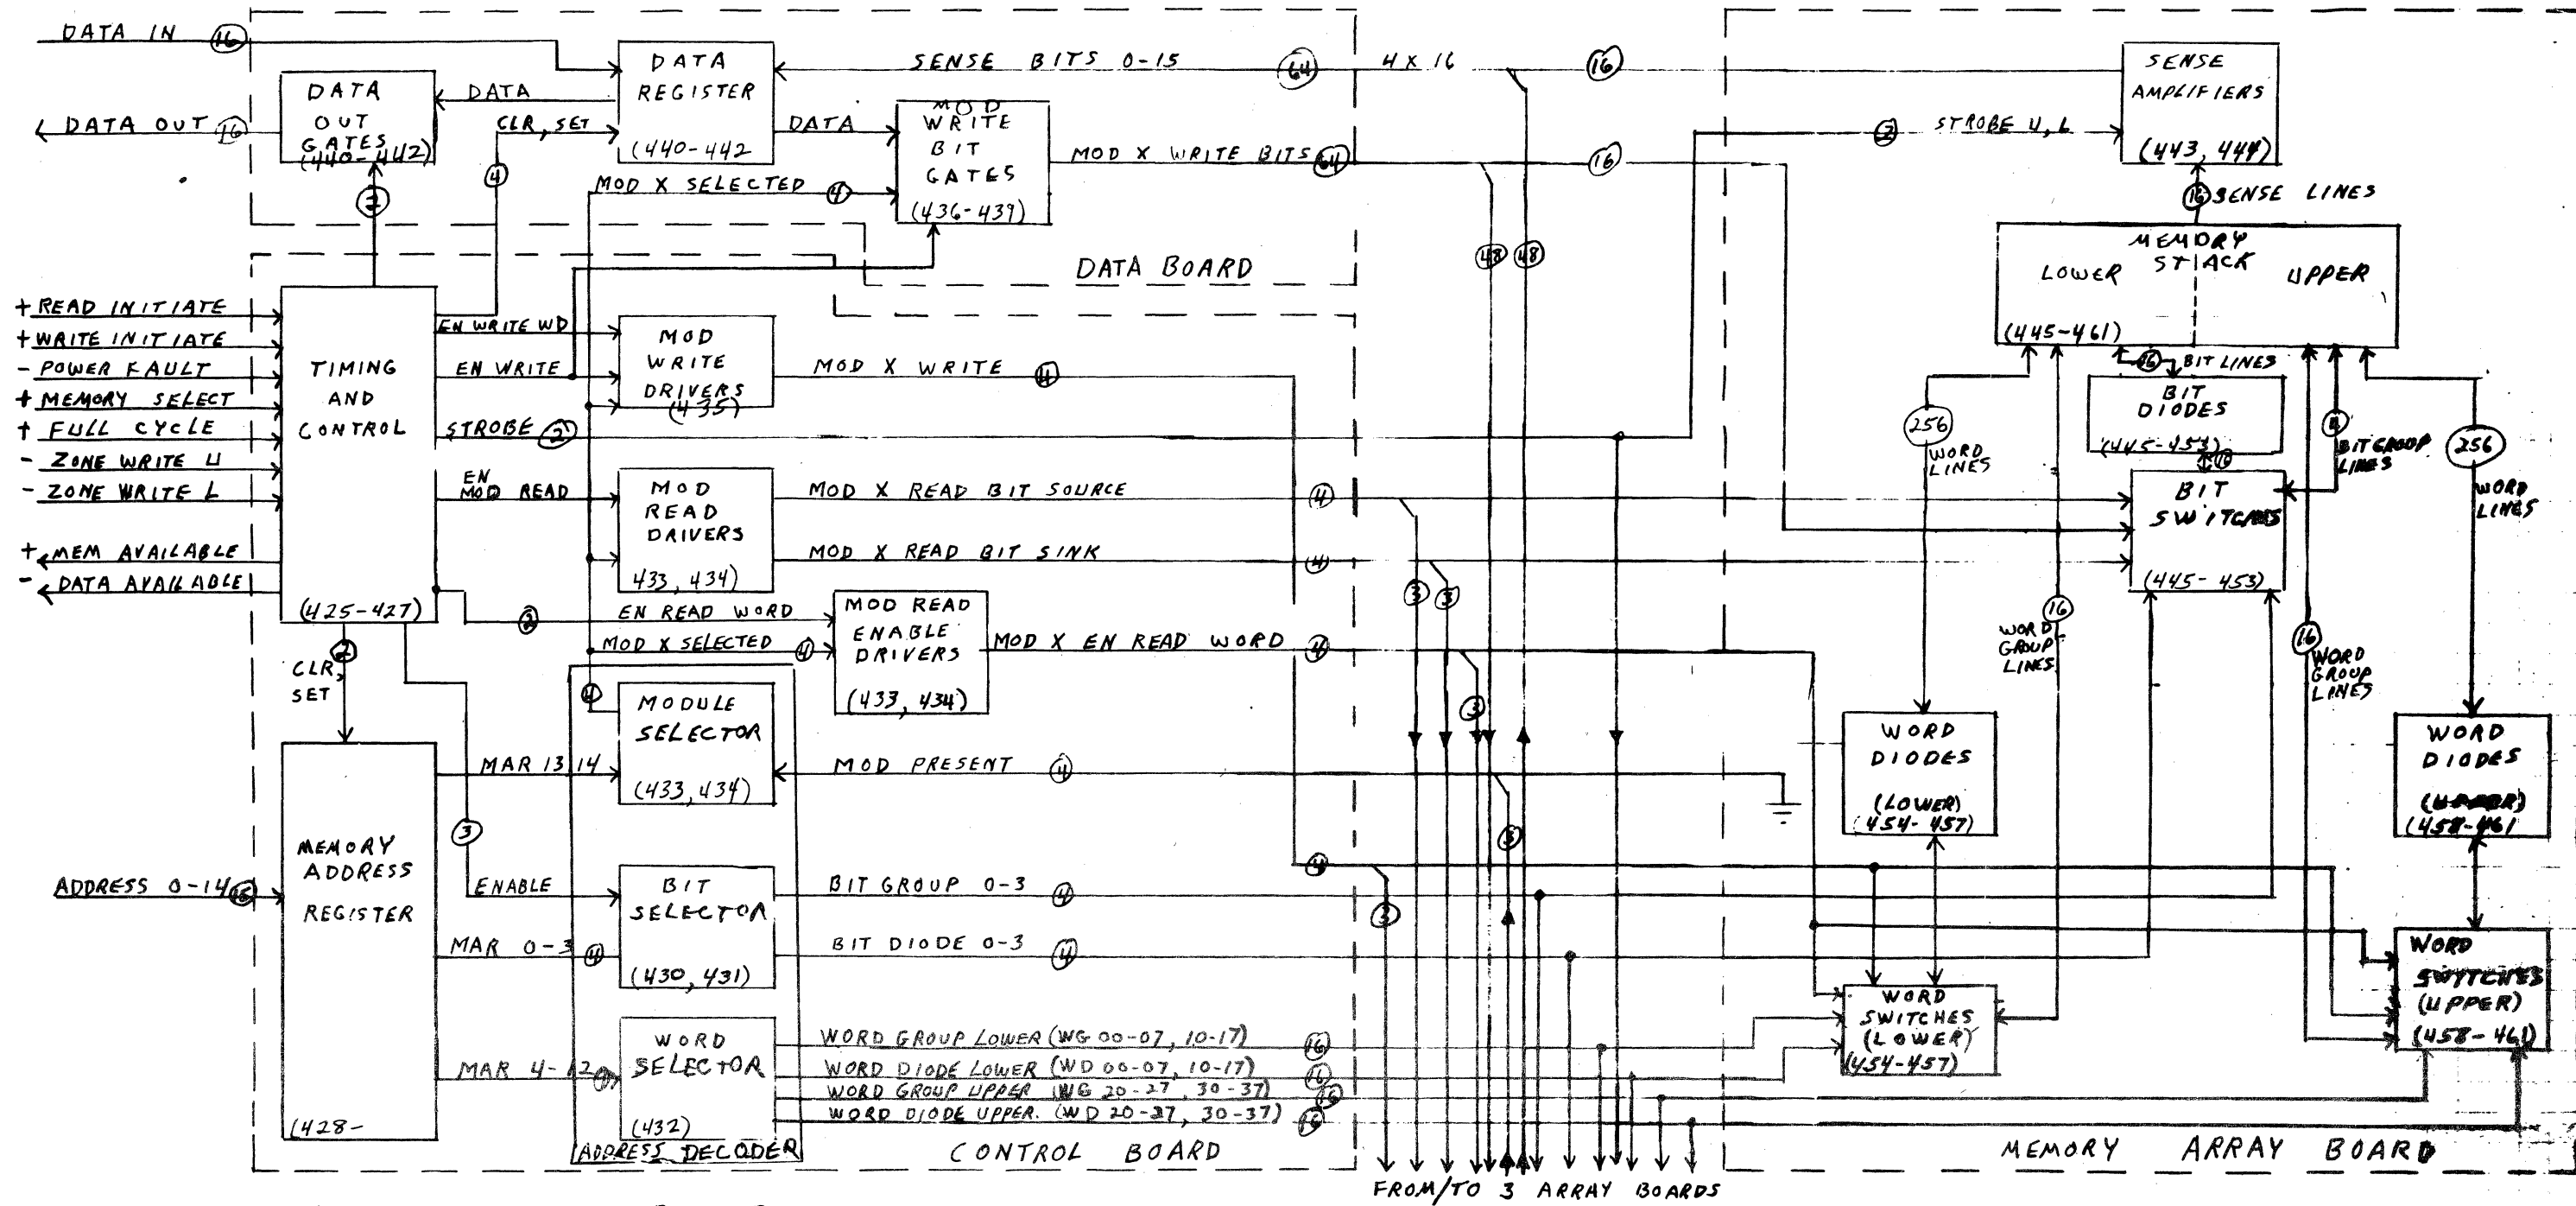 DATA IN 16
DATA OUT 16
DATA
OUT
GATES
(440-442)
DATA
CLR, SET
4
2
DATA
REGISTER
(440-442
SENSE BITS 0-15 64
4 X 16
16
DATA
MOD
WRITE
BIT
GATES
(436-439)
MOD X WRITE BITS 64
16
MOD X SELECTED 4
DATA BOARD
2 STROBE U, L
SENSE
AMPLIFIERS
(443, 444)
16 SENSE LINES
MEMORY
STACK
LOWER
UPPER
(445-461)
16 BIT LINES
BIT
DIODES
(445-453)
16
4
BIT GROUP
LINES
BIT
SWITCHES
(445-453)
256
WORD
LINES
256
WORD
LINES
16
WORD
GROUP
LINES
16
WORD
GROUP
LINES
+ READ INITIATE
+ WRITE INITIATE
- POWER FAULT
+ MEMORY SELECT
+ FULL CYCLE
- ZONE WRITE U
- ZONE WRITE L
+ MEM AVAILABLE
- DATA AVAILABLE
TIMING
AND
CONTROL
(425-427)
EN WRITE WD
EN WRITE
STROBE 2
EN
MOD READ
MOD
WRITE
DRIVERS
(435)
MOD X WRITE 4
MOD
READ
DRIVERS
433, 434)
MOD X READ BIT SOURCE 4
MOD X READ BIT SINK 4
48
48
3
3
3
2 EN READ WORD
MOD X SELECTED 4
MOD READ
ENABLE
DRIVERS
(433, 434)
MOD X EN READ WORD 4
2
CLR,
SET
4
MODULE
SELECTOR
(433, 434)
MAR 13 14
MOD PRESENT 4
3
3
4
3
MEMORY
ADDRESS
REGISTER
(428-
ADDRESS 0-14 15
ENABLE
MAR 0-3 4
BIT
SELECTOR
(430, 431)
BIT GROUP 0-3 4
BIT DIODE 0-3 4
MAR 4-12 9
WORD
SELECTOR
(432)
WORD GROUP LOWER (WG 00-07, 10-17) 16
WORD DIODE LOWER (WD 00-07, 10-17) 16
WORD GROUP UPPER (WG 20-27, 30-37) 16
WORD DIODE UPPER. (WD 20-27, 30-37) 16
ADDRESS DECODER
CONTROL BOARD
FROM/TO 3 ARRAY BOARDS
WORD
DIODES
(LOWER)
(454-457)
WORD
DIODES
(UPPER)
(458-461
WORD
SWITCHES
(LOWER)
(454-457)
WORD
SWITCHES
(UPPER)
(458-461)
MEMORY ARRAY BOARD